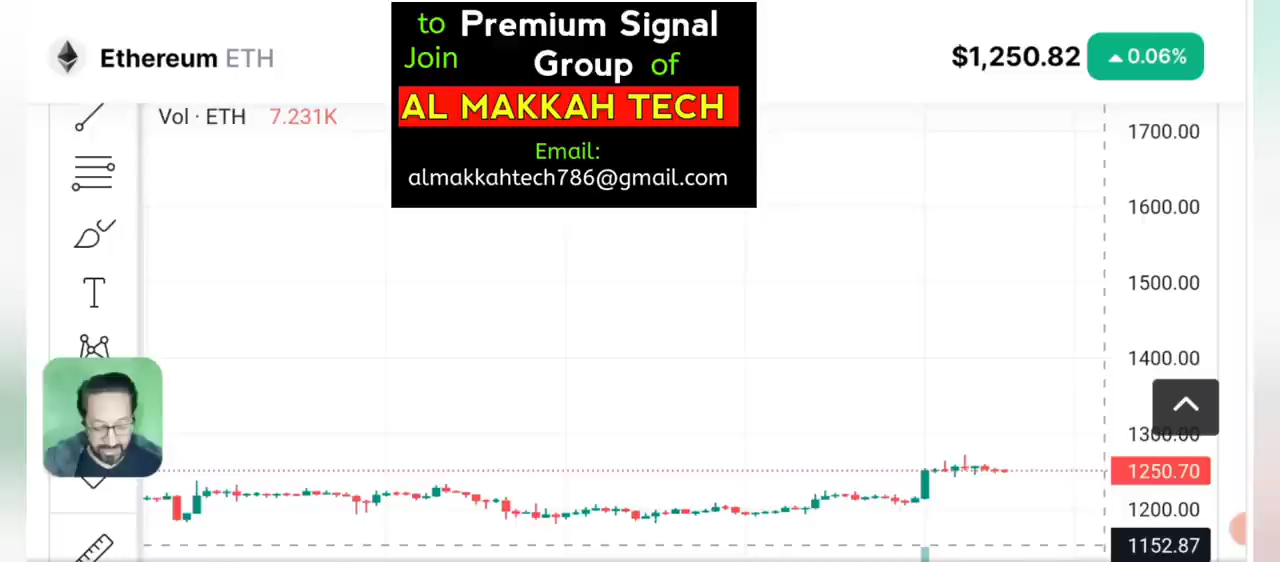 to Premium Signal
Join Group of
AL MAKKAH TECH
Email:
almakkahtech786@gmail.com
Ethereum ETH
$1,250.82 0.06%
Vol · ETH 7.231K
T
1700.00
1600.00
1500.00
1400.00
1300.00
1250.70
1200.00
1152.87